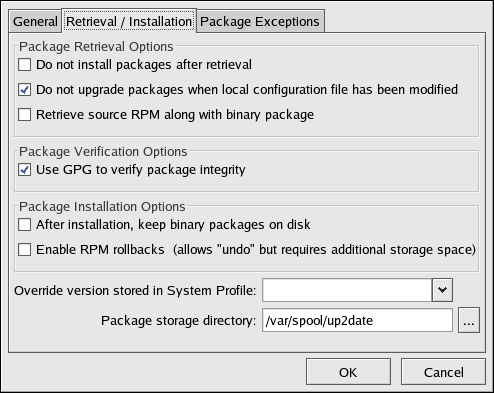 General Retrieval / Installation Package Exceptions
Package Retrieval Options
Do not install packages after retrieval
Do not upgrade packages when local configuration file has been modified
Retrieve source RPM along with binary package
Package Verification Options
Use GPG to verify package integrity
Package Installation Options
After installation, keep binary packages on disk
Enable RPM rollbacks (allows "undo" but requires additional storage space)
Override version stored in System Profile:
Package storage directory: /var/spool/up2date ...
OK Cancel